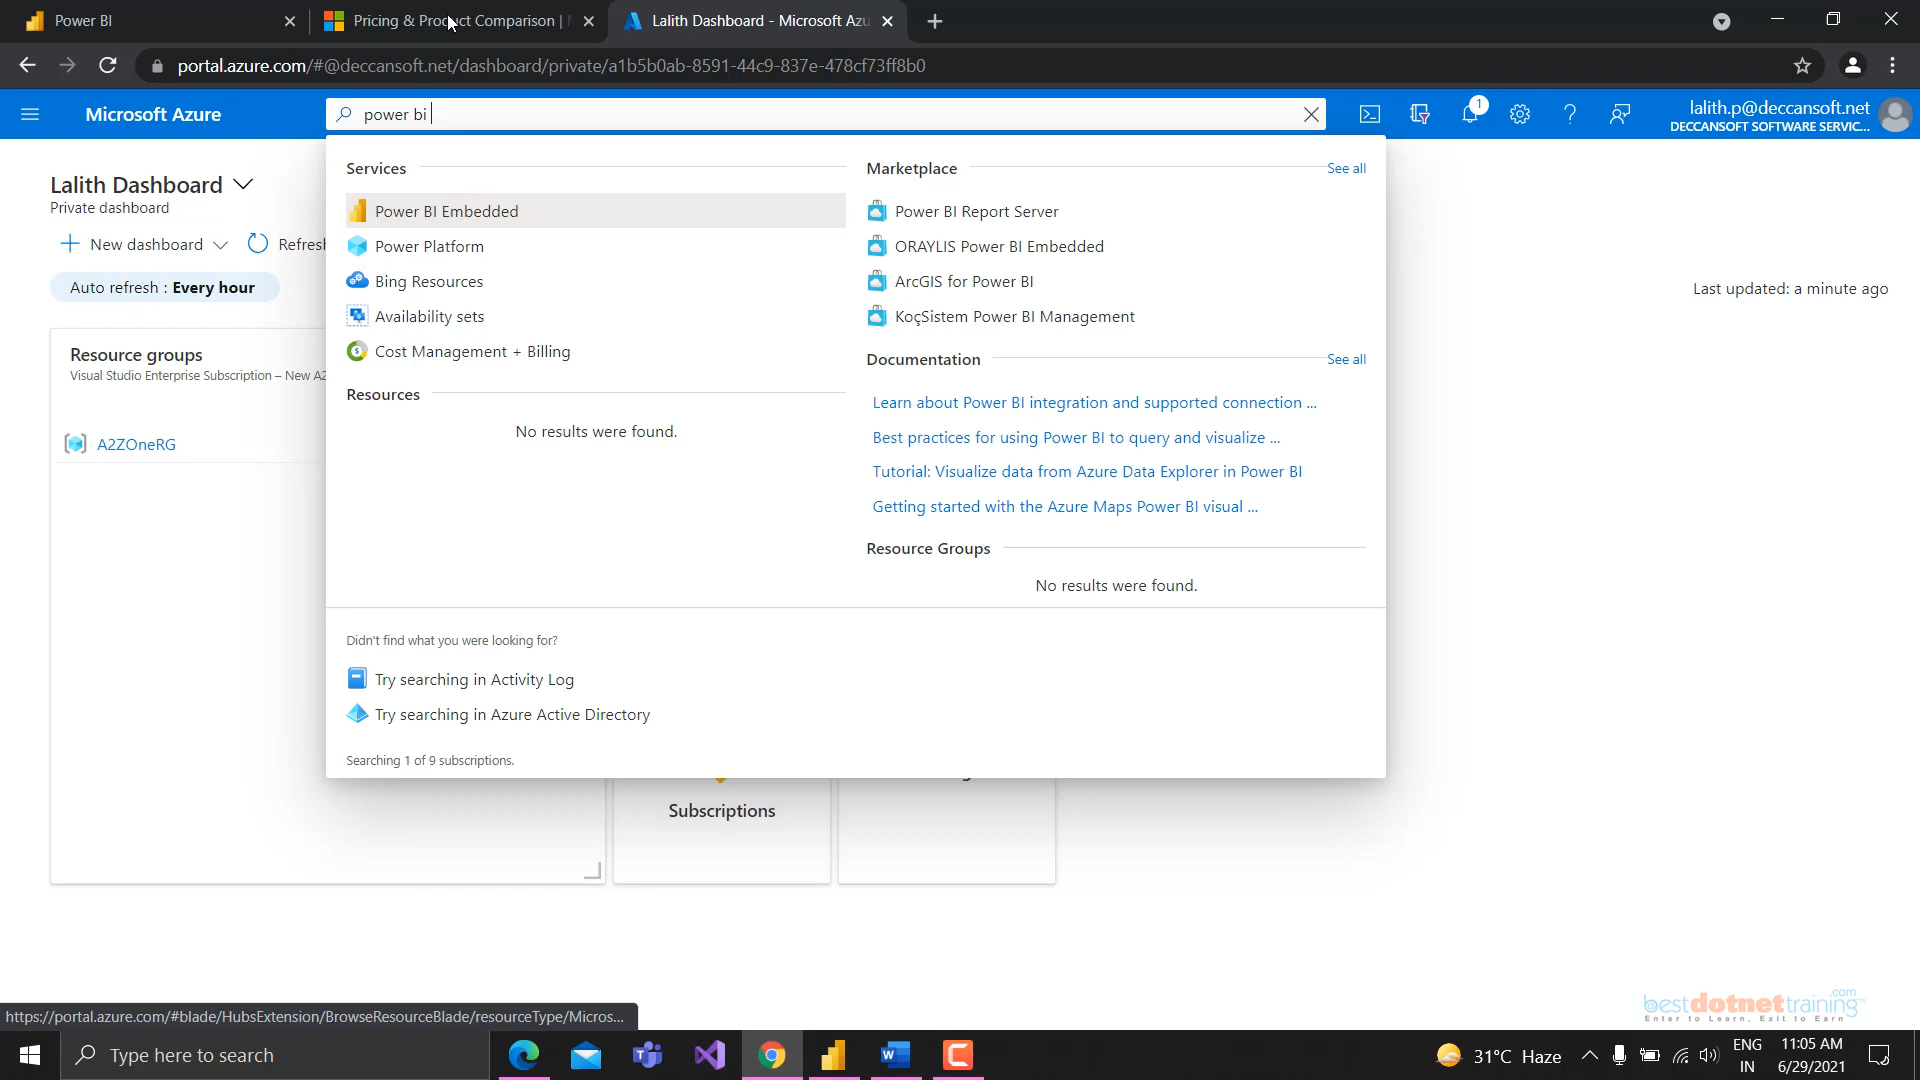 Power BI
Pricing & Product Comparison |
Lalith Dashboard - Microsoft Azu
portal.azure.com/#@deccansoft.net/dashboard/private/a1b5b0ab-8591-44c9-837e-478cf73ff8b0
Microsoft Azure
power bi
1
lalith.p@deccansoft.net
DECCANSOFT SOFTWARE SERVIC...
Lalith Dashboard
Private dashboard
New dashboard
Refresh
Auto refresh : Every hour
Last updated: a minute ago
Resource groups
Visual Studio Enterprise Subscription – New A2
A2ZOneRG
Services
Power BI Embedded
Power Platform
Bing Resources
Availability sets
Cost Management + Billing
Resources
No results were found.
Marketplace
See all
Power BI Report Server
ORAYLIS Power BI Embedded
ArcGIS for Power BI
KoçSistem Power BI Management
Documentation
See all
Learn about Power BI integration and supported connection ...
Best practices for using Power BI to query and visualize ...
Tutorial: Visualize data from Azure Data Explorer in Power BI
Getting started with the Azure Maps Power BI visual ...
Resource Groups
No results were found.
Didn't find what you were looking for?
Try searching in Activity Log
Try searching in Azure Active Directory
Searching 1 of 9 subscriptions.
Subscriptions
bestdotnettraining.com
Enter to Learn, Exit to Earn
https://portal.azure.com/#blade/HubsExtension/BrowseResourceBlade/resourceType/Micros...
Type here to search
31°C Haze
ENG
IN
11:05 AM
6/29/2021